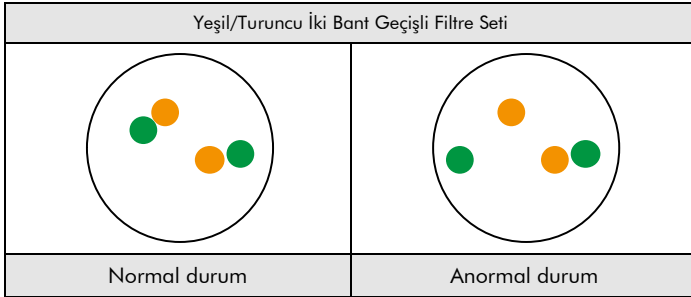 Yeşil/Turuncu İki Bant Geçişli Filtre Seti
Normal durum
Anormal durum